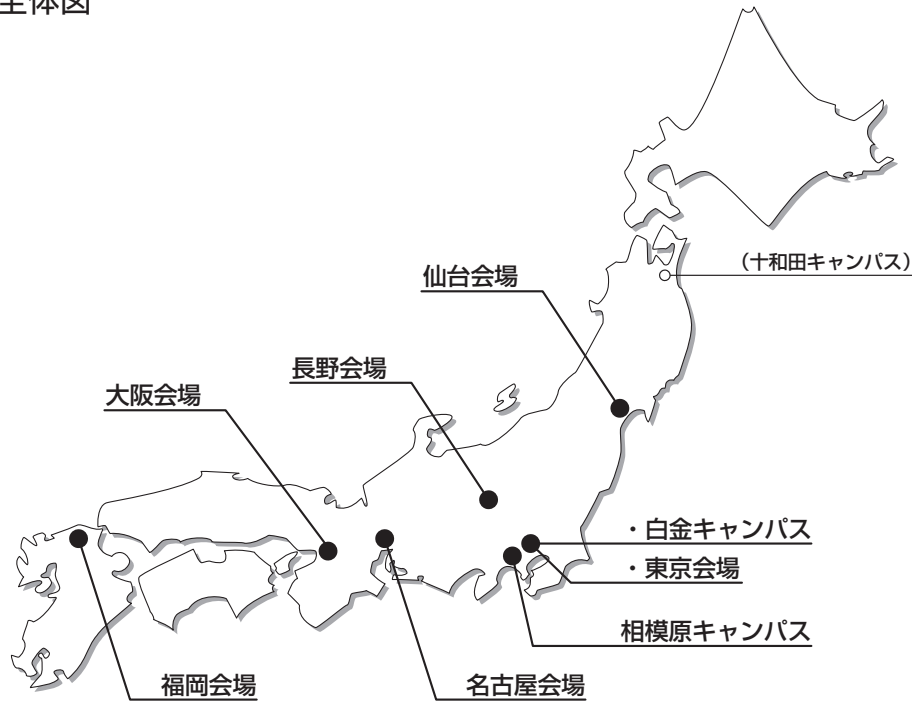 全体図
（十和田キャンパス）
仙台会場
長野会場
大阪会場
・白金キャンパス
・東京会場
相模原キャンパス
福岡会場
名古屋会場